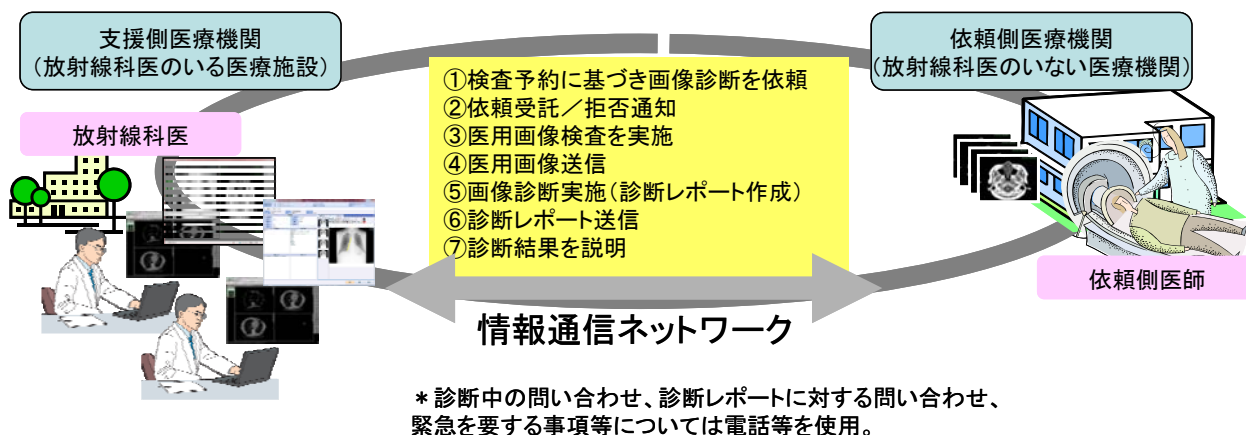 支援側医療機関
（放射線科医のいる医療施設）
依頼側医療機関
（放射線科医のいない医療機関）
放射線科医
①検査予約に基づき画像診断を依頼
②依頼受託／拒否通知
③医用画像検査を実施
④医用画像送信
⑤画像診断実施（診断レポート作成）
⑥診断レポート送信
⑦診断結果を説明
依頼側医師
情報通信ネットワーク
＊診断中の問い合わせ、診断レポートに対する問い合わせ、
緊急を要する事項等については電話等を使用。